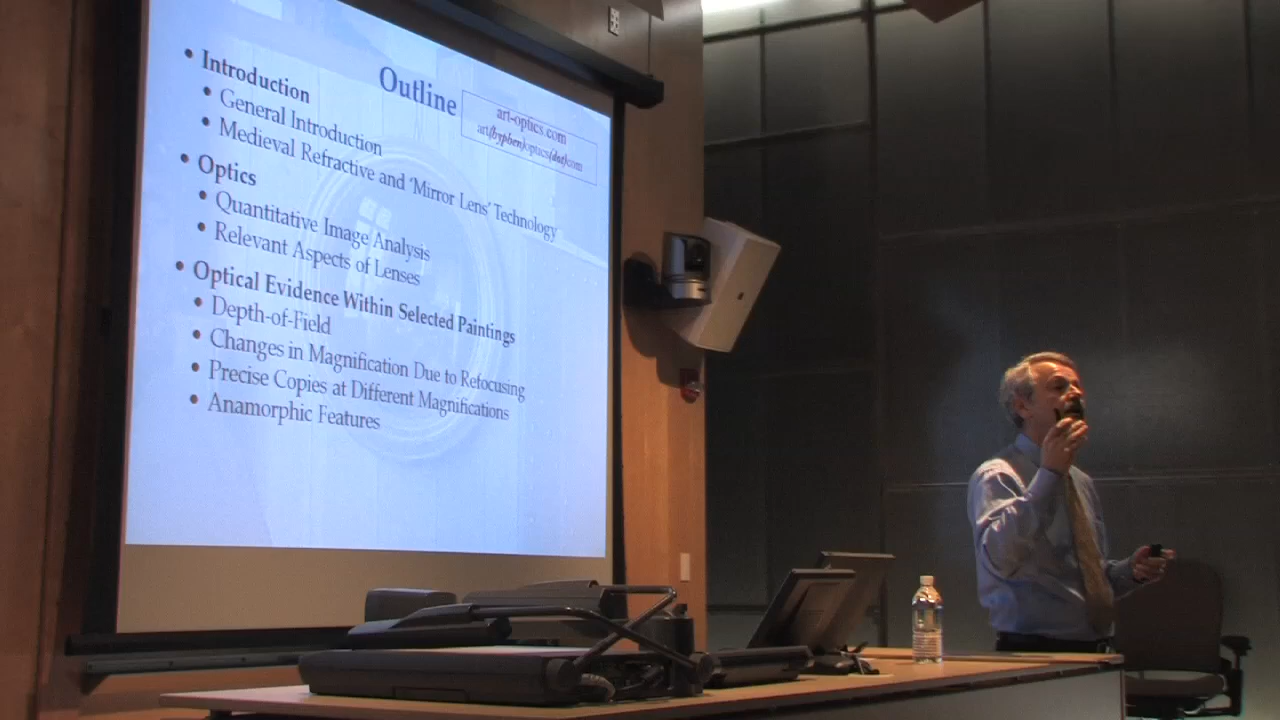 Outline
art-optics.com
art(hyphen)optics(dot)com
• Introduction
• General Introduction
• Medieval Refractive and 'Mirror Lens' Technology
• Optics
• Quantitative Image Analysis
• Relevant Aspects of Lenses
• Optical Evidence Within Selected Paintings
• Depth-of-Field
• Changes in Magnification Due to Refocusing
• Precise Copies at Different Magnifications
• Anamorphic Features